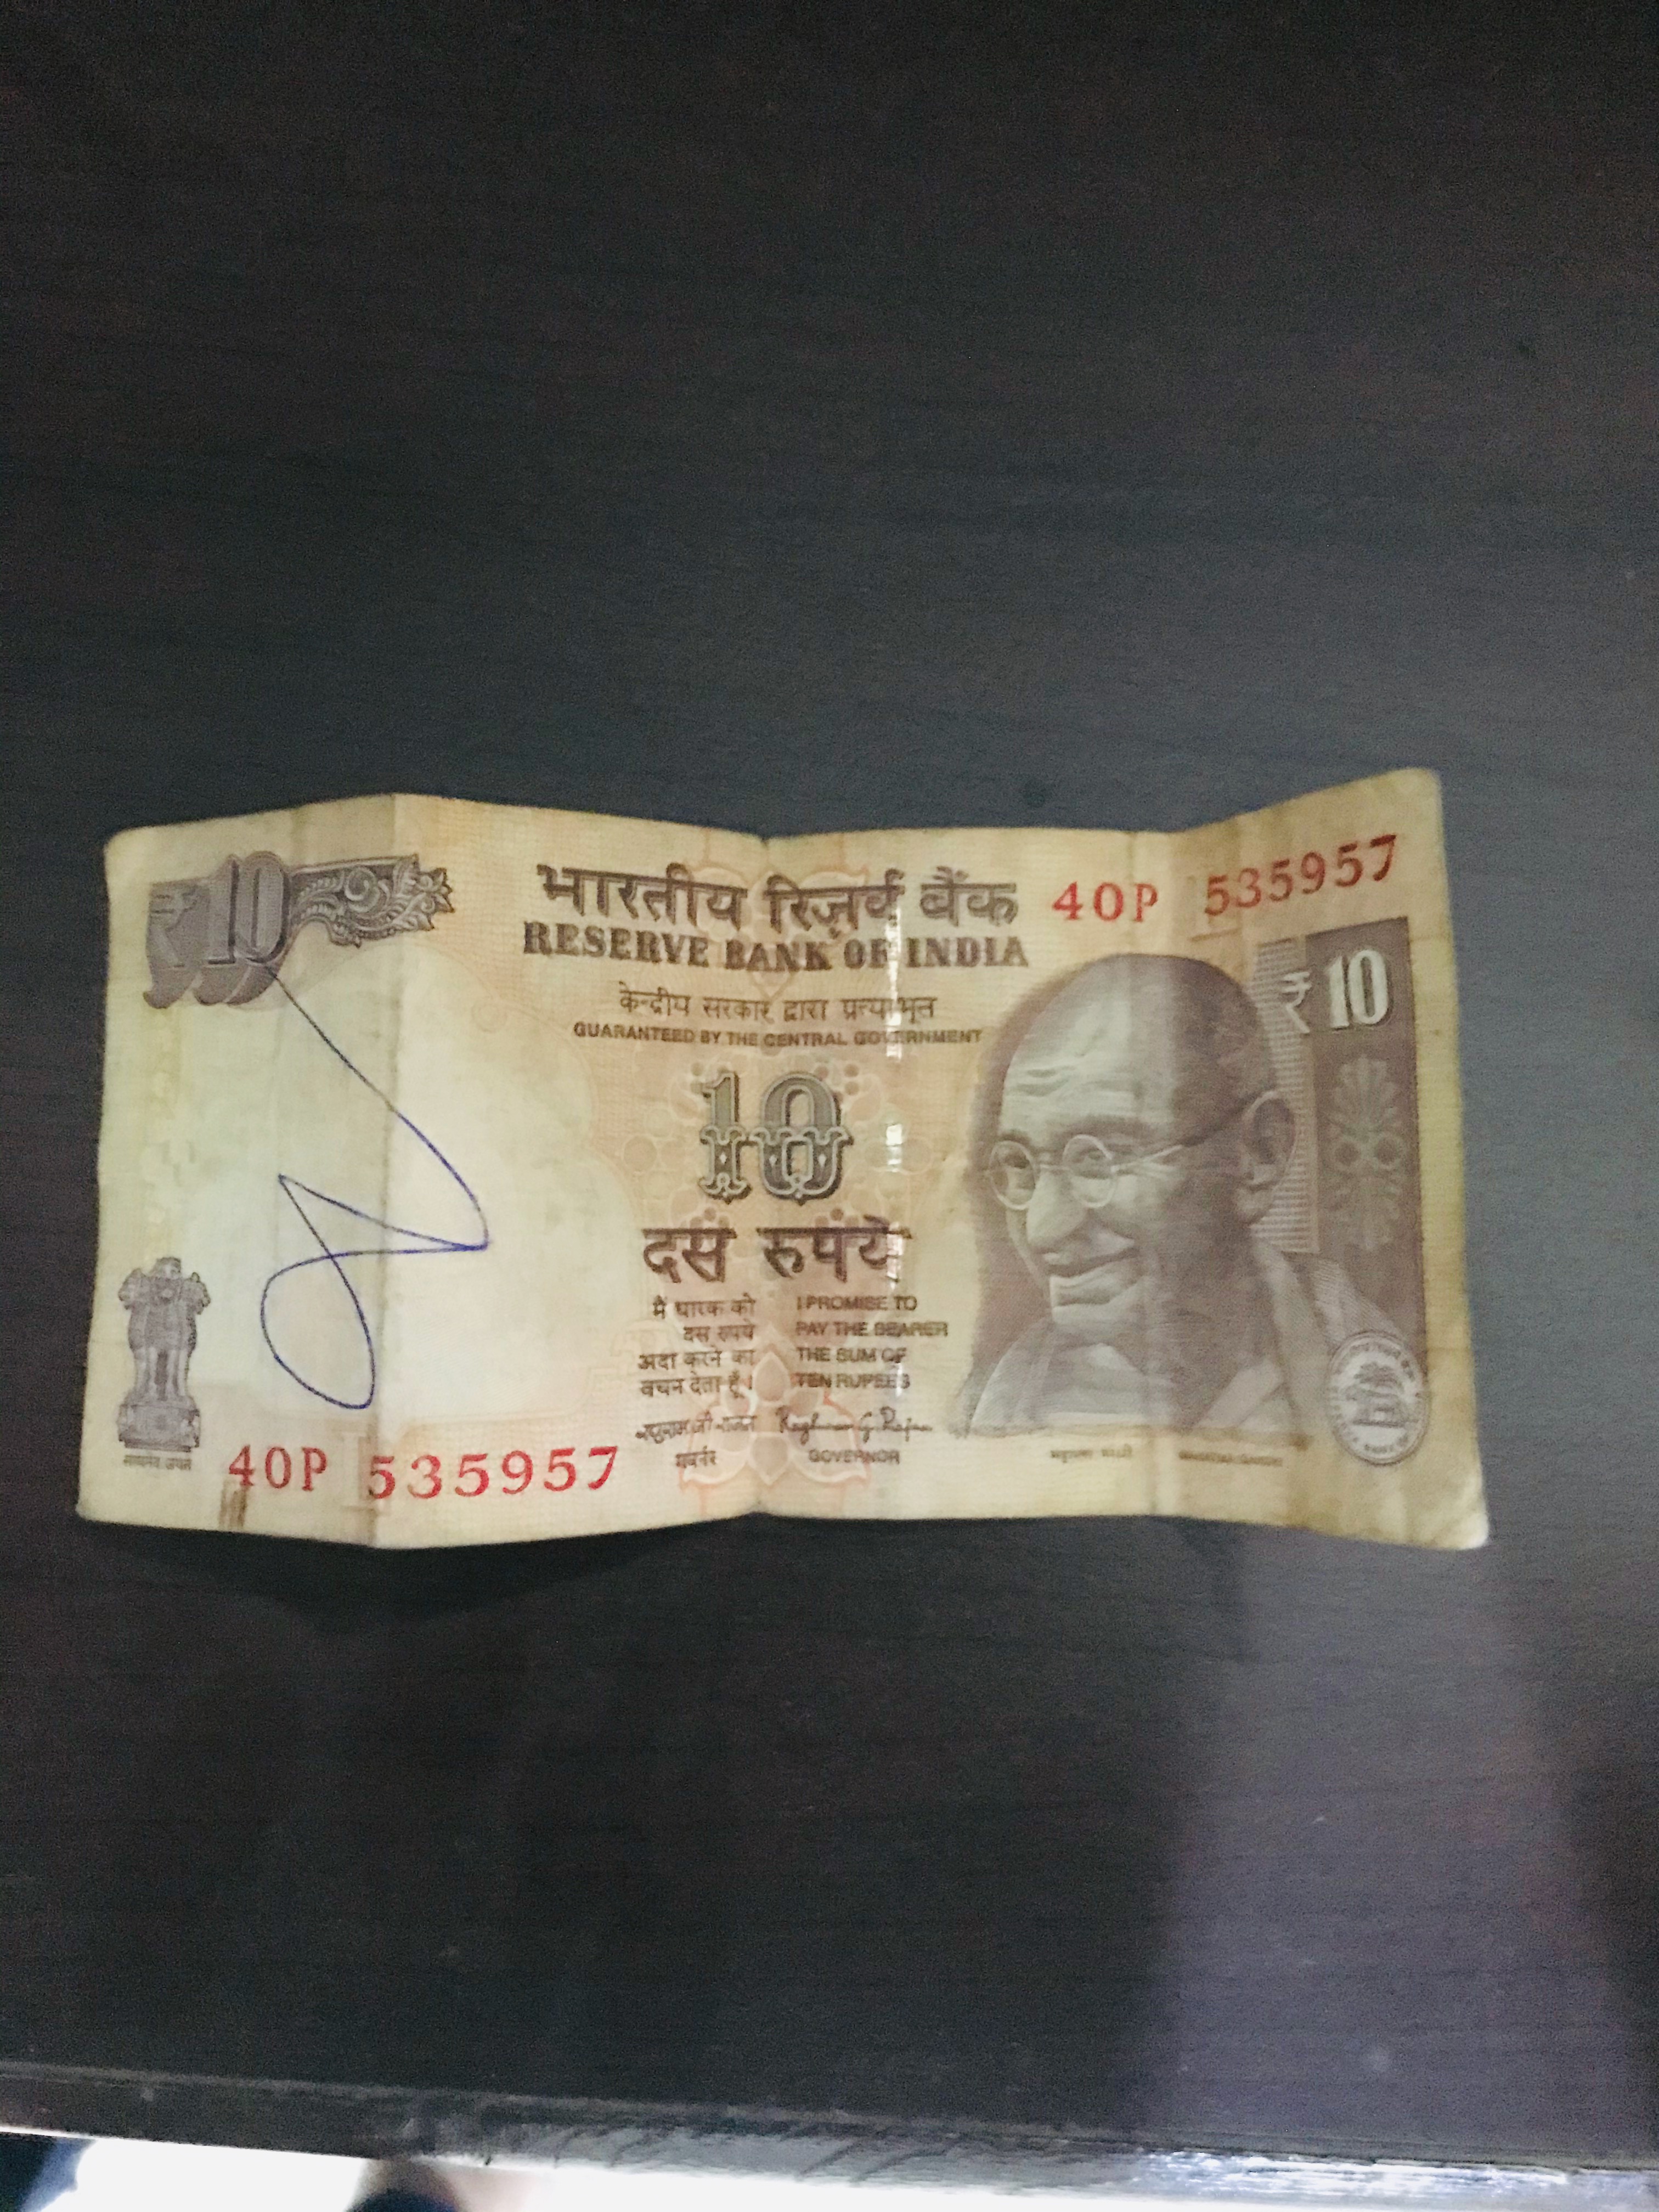 ₹10
भारतीय रिज़र्व बैंक
40P 535957
RESERVE BANK OF INDIA
केन्द्रीय सरकार द्वारा प्रत्याभूत
GUARANTEED BY THE CENTRAL GOVERNMENT
₹10
10
दस रुपये
मैं धारक को
दस रुपये
अदा करने का
वचन देता हूँ।
I PROMISE TO
PAY THE BEARER
THE SUM OF
TEN RUPEES
Raghuram G. Rajan
गवर्नर
GOVERNOR
सत्यमेव जयते
40P 535957
महात्मा गांधी
MAHATMA GANDHI